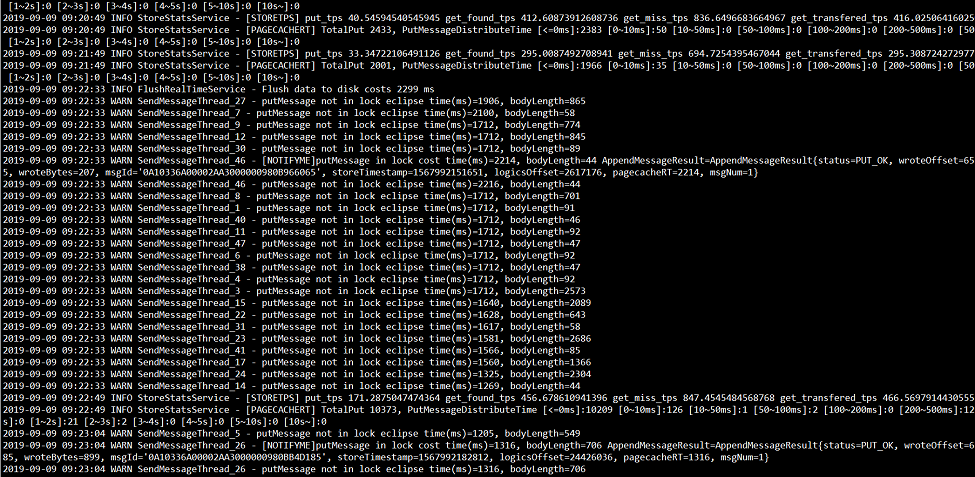 [1~2s]:0 [2~3s]:0 [3~4s]:0 [4~5s]:0 [5~10s]:0 [10s~]:0
2019-09-09 09:20:49 INFO StoreStatsService - [STORETPS] put_tps 40.54594540545945 get_found_tps 412.60873912608736 get_miss_tps 836.6496683664967 get_transfered_tps 416.02506416025
2019-09-09 09:20:49 INFO StoreStatsService - [PAGECACHERT] TotalPut 2433, PutMessageDistributeTime [<=0ms]:2383 [0~10ms]:50 [10~50ms]:0 [50~100ms]:0 [100~200ms]:0 [200~500ms]:0 [50
[1~2s]:0 [2~3s]:0 [3~4s]:0 [4~5s]:0 [5~10s]:0 [10s~]:0
2019-09-09 09:21:49 INFO StoreStatsService - [STORETPS] put_tps 33.34722106491126 get_found_tps 295.0087492708941 get_miss_tps 694.7254395467044 get_transfered_tps 295.308724272977
2019-09-09 09:21:49 INFO StoreStatsService - [PAGECACHERT] TotalPut 2001, PutMessageDistributeTime [<=0ms]:1966 [0~10ms]:35 [10~50ms]:0 [50~100ms]:0 [100~200ms]:0 [200~500ms]:0 [50
[1~2s]:0 [2~3s]:0 [3~4s]:0 [4~5s]:0 [5~10s]:0 [10s~]:0
2019-09-09 09:22:33 INFO FlushRealTimeService - Flush data to disk costs 2299 ms
2019-09-09 09:22:33 WARN SendMessageThread_27 - putMessage not in lock eclipse time(ms)=1906, bodyLength=865
2019-09-09 09:22:33 WARN SendMessageThread_7 - putMessage not in lock eclipse time(ms)=2100, bodyLength=58
2019-09-09 09:22:33 WARN SendMessageThread_9 - putMessage not in lock eclipse time(ms)=1712, bodyLength=774
2019-09-09 09:22:33 WARN SendMessageThread_12 - putMessage not in lock eclipse time(ms)=1712, bodyLength=845
2019-09-09 09:22:33 WARN SendMessageThread_30 - putMessage not in lock eclipse time(ms)=1712, bodyLength=89
2019-09-09 09:22:33 WARN SendMessageThread_46 - [NOTIFYME]putMessage in lock cost time(ms)=2214, bodyLength=44 AppendMessageResult=AppendMessageResult{status=PUT_OK, wroteOffset=65
5, wroteBytes=207, msgId='0A10336A00002AA3000000980B966065', storeTimestamp=1567992151651, logicsOffset=2617176, pagecacheRT=2214, msgNum=1}
2019-09-09 09:22:33 WARN SendMessageThread_46 - putMessage not in lock eclipse time(ms)=2216, bodyLength=44
2019-09-09 09:22:33 WARN SendMessageThread_8 - putMessage not in lock eclipse time(ms)=1712, bodyLength=701
2019-09-09 09:22:33 WARN SendMessageThread_1 - putMessage not in lock eclipse time(ms)=1712, bodyLength=91
2019-09-09 09:22:33 WARN SendMessageThread_40 - putMessage not in lock eclipse time(ms)=1712, bodyLength=46
2019-09-09 09:22:33 WARN SendMessageThread_11 - putMessage not in lock eclipse time(ms)=1712, bodyLength=92
2019-09-09 09:22:33 WARN SendMessageThread_47 - putMessage not in lock eclipse time(ms)=1712, bodyLength=47
2019-09-09 09:22:33 WARN SendMessageThread_6 - putMessage not in lock eclipse time(ms)=1712, bodyLength=92
2019-09-09 09:22:33 WARN SendMessageThread_38 - putMessage not in lock eclipse time(ms)=1712, bodyLength=47
2019-09-09 09:22:33 WARN SendMessageThread_4 - putMessage not in lock eclipse time(ms)=1712, bodyLength=92
2019-09-09 09:22:33 WARN SendMessageThread_3 - putMessage not in lock eclipse time(ms)=1712, bodyLength=2573
2019-09-09 09:22:33 WARN SendMessageThread_15 - putMessage not in lock eclipse time(ms)=1640, bodyLength=2089
2019-09-09 09:22:33 WARN SendMessageThread_22 - putMessage not in lock eclipse time(ms)=1628, bodyLength=643
2019-09-09 09:22:33 WARN SendMessageThread_31 - putMessage not in lock eclipse time(ms)=1617, bodyLength=58
2019-09-09 09:22:33 WARN SendMessageThread_23 - putMessage not in lock eclipse time(ms)=1581, bodyLength=2686
2019-09-09 09:22:33 WARN SendMessageThread_41 - putMessage not in lock eclipse time(ms)=1566, bodyLength=85
2019-09-09 09:22:33 WARN SendMessageThread_17 - putMessage not in lock eclipse time(ms)=1560, bodyLength=1366
2019-09-09 09:22:33 WARN SendMessageThread_24 - putMessage not in lock eclipse time(ms)=1325, bodyLength=2304
2019-09-09 09:22:33 WARN SendMessageThread_14 - putMessage not in lock eclipse time(ms)=1269, bodyLength=44
2019-09-09 09:22:49 INFO StoreStatsService - [STORETPS] put_tps 171.2875047474364 get_found_tps 456.678610941396 get_miss_tps 847.4545484568768 get_transfered_tps 466.5697914430555
2019-09-09 09:22:49 INFO StoreStatsService - [PAGECACHERT] TotalPut 10373, PutMessageDistributeTime [<=0ms]:10209 [0~10ms]:126 [10~50ms]:1 [50~100ms]:2 [100~200ms]:0 [200~500ms]:12
s]:0 [1~2s]:21 [2~3s]:2 [3~4s]:0 [4~5s]:0 [5~10s]:0 [10s~]:0
2019-09-09 09:23:04 WARN SendMessageThread_5 - putMessage not in lock eclipse time(ms)=1205, bodyLength=549
2019-09-09 09:23:04 WARN SendMessageThread_26 - [NOTIFYME]putMessage in lock cost time(ms)=1316, bodyLength=706 AppendMessageResult=AppendMessageResult{status=PUT_OK, wroteOffset=6
85, wroteBytes=899, msgId='0A10336A00002AA3000000980BB4D185', storeTimestamp=1567992182812, logicsOffset=24426036, pagecacheRT=1316, msgNum=1}
2019-09-09 09:23:04 WARN SendMessageThread_26 - putMessage not in lock eclipse time(ms)=1316, bodyLength=706